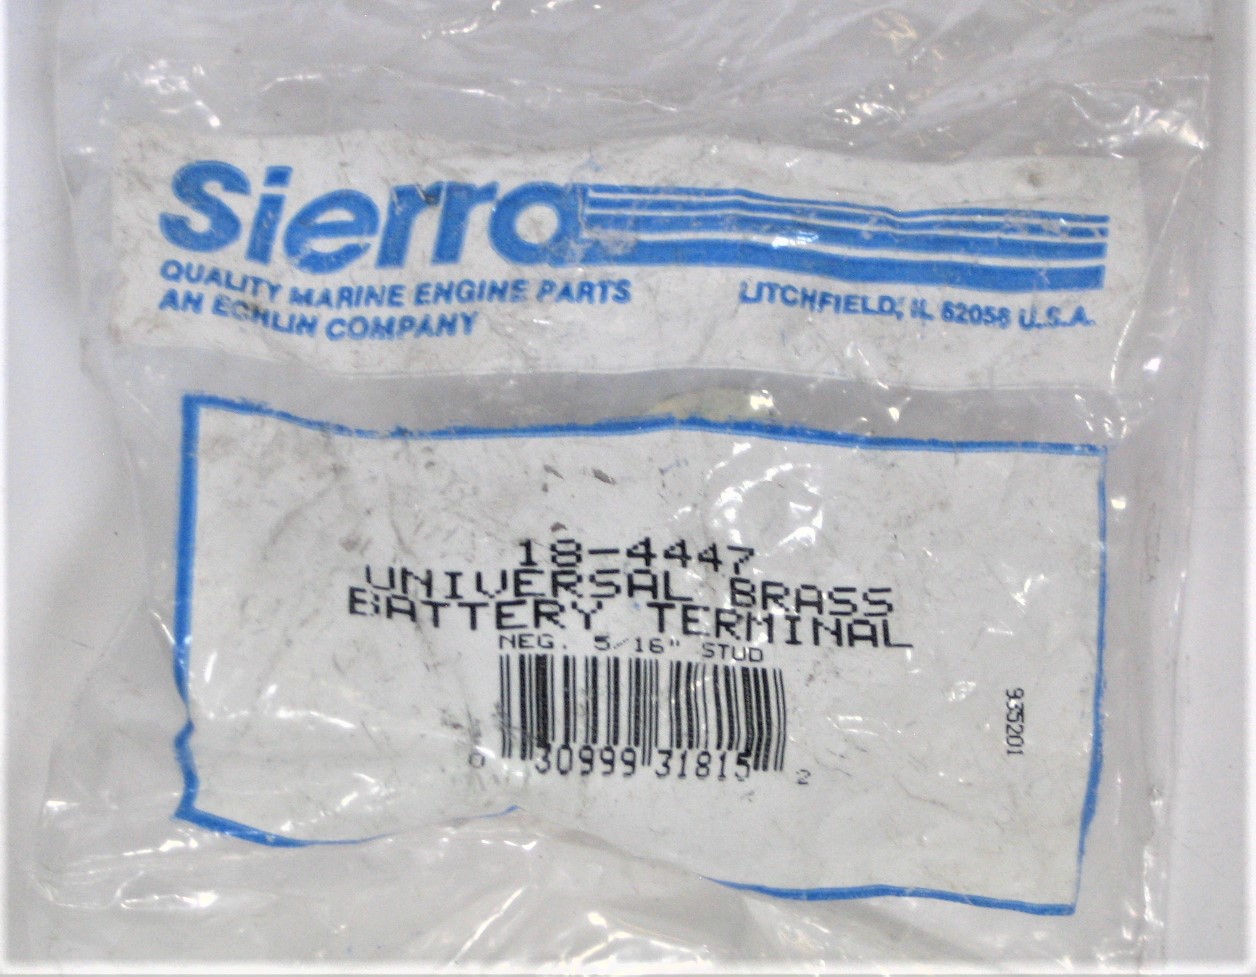 Sierra
QUALITY MARINE ENGINE PARTS
AN ECHLIN COMPANY
LITCHFIELD, IL 62056 U.S.A.
18-4447
UNIVERSAL BRASS
BATTERY TERMINAL
NEG. 5/16" STUD
0 30999 31815 2
935201